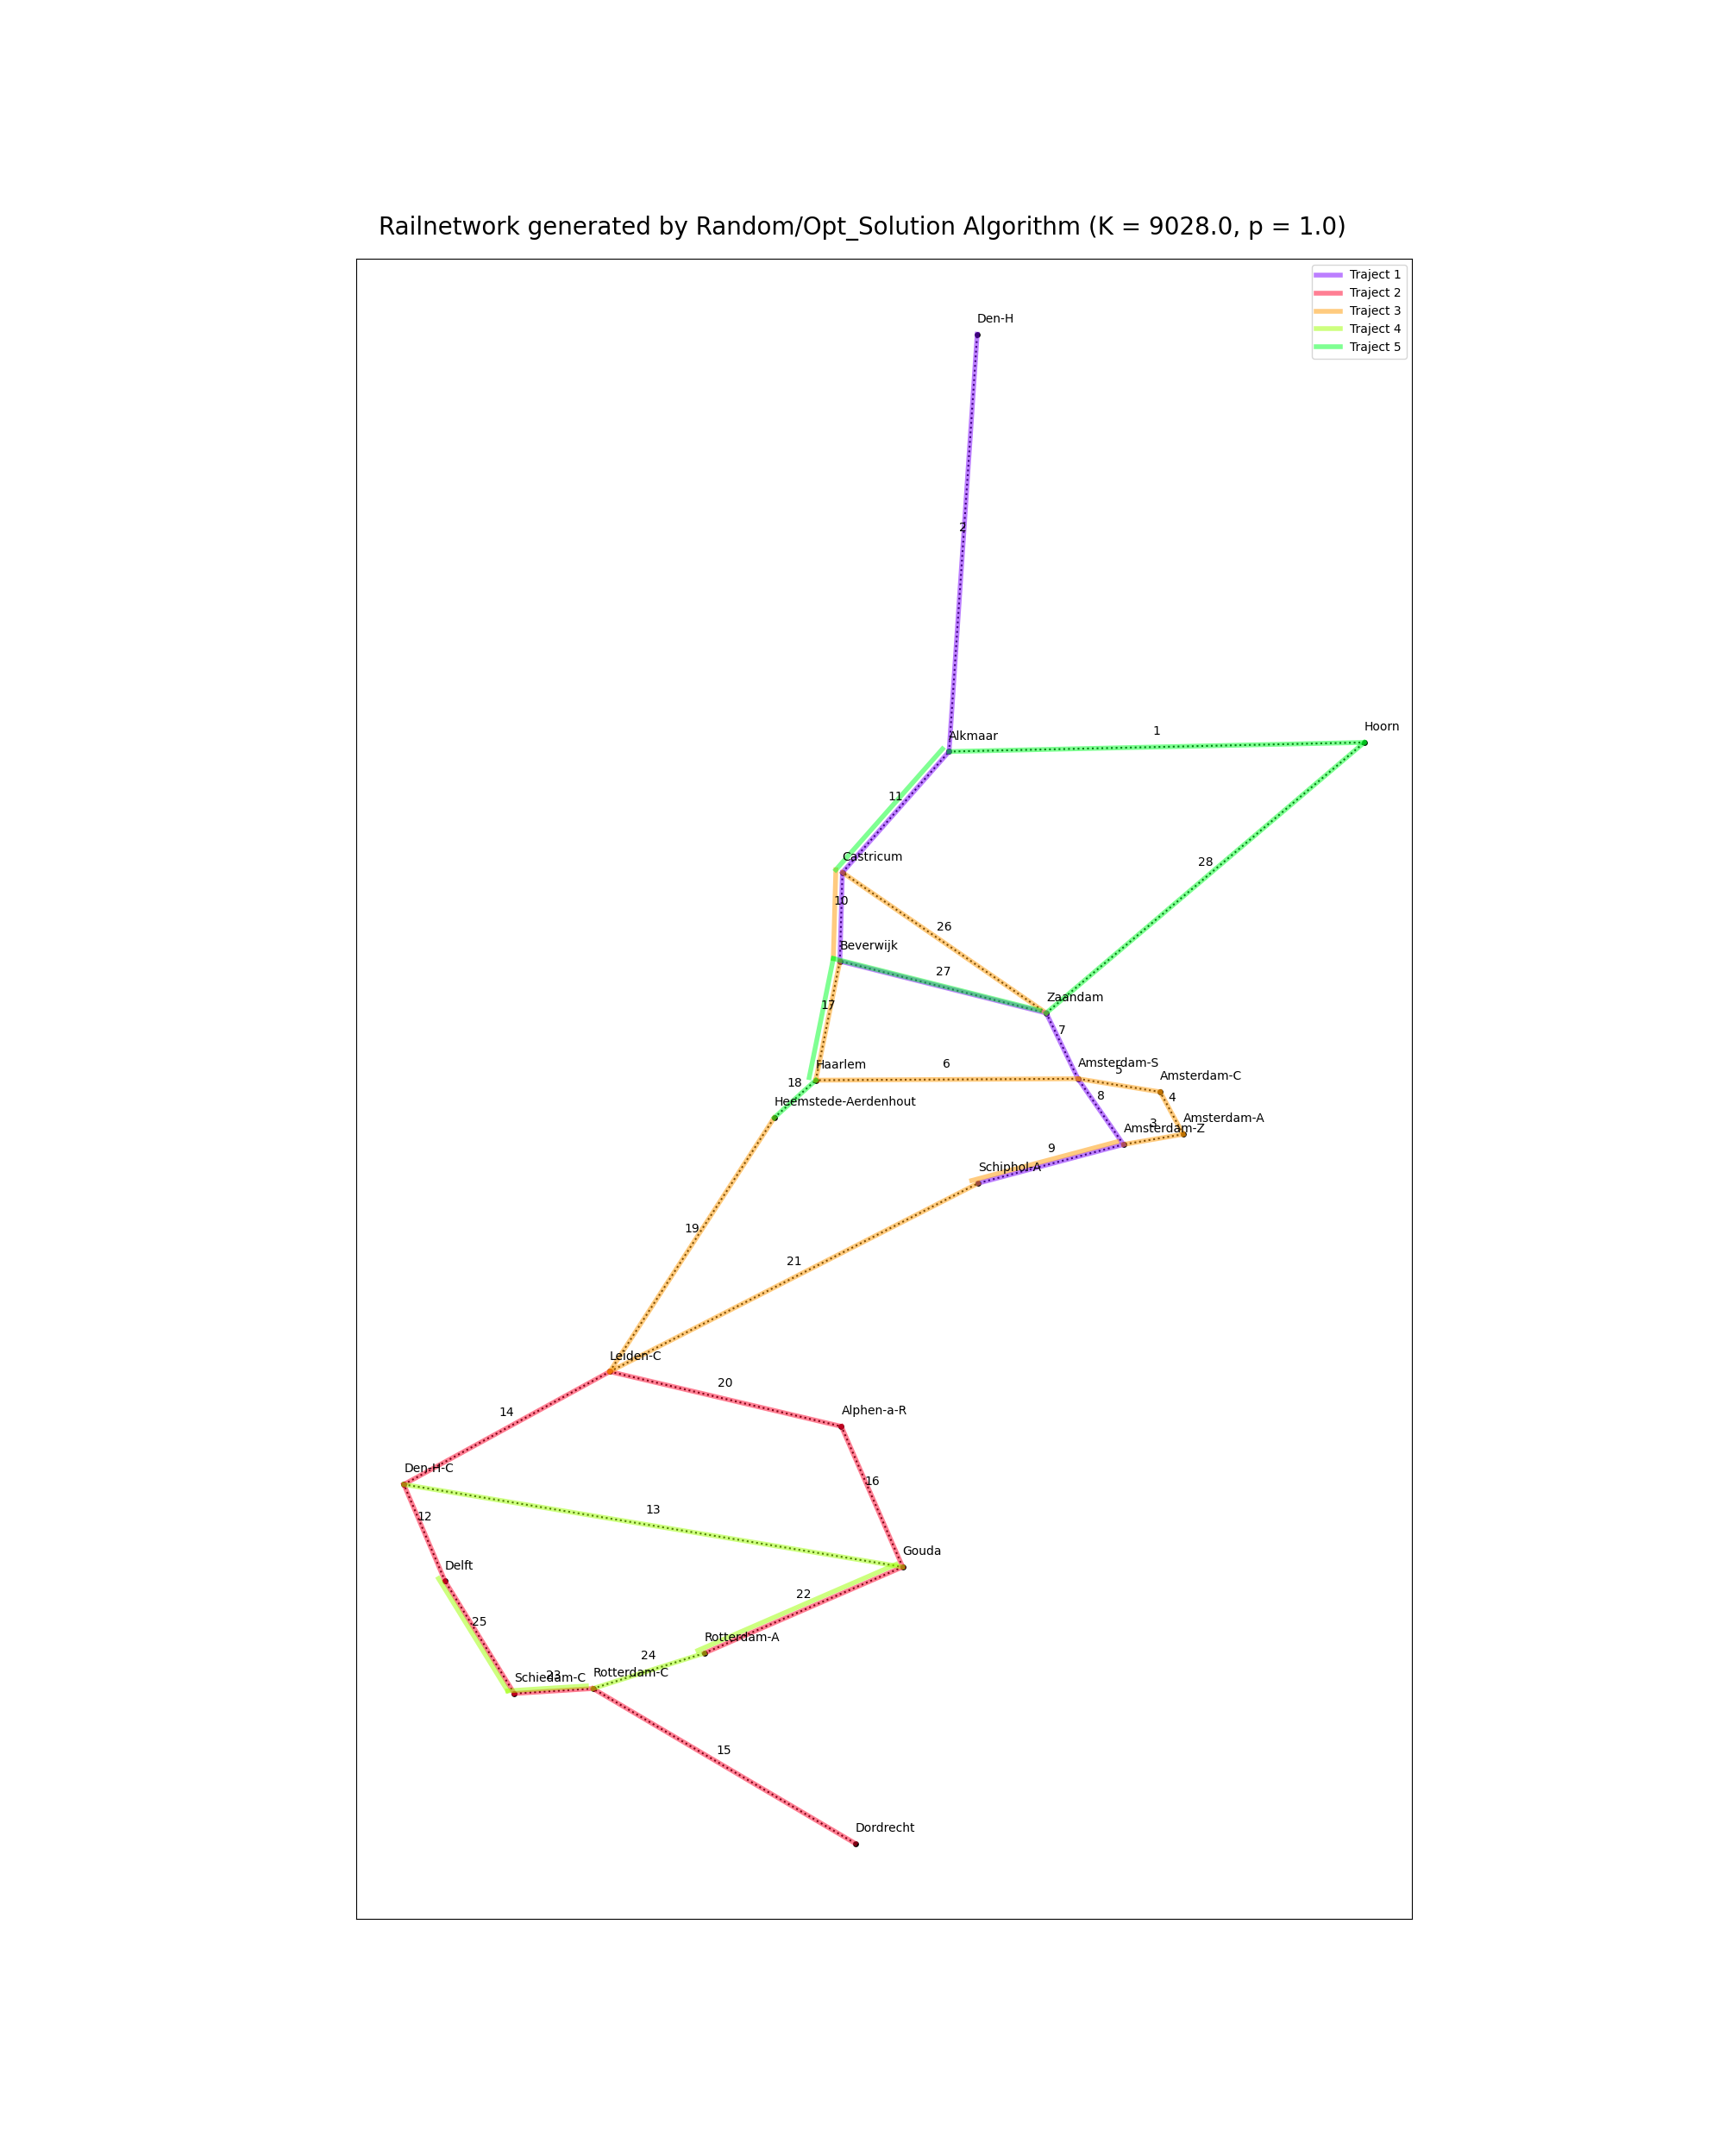 Railnetwork generated by Random/Opt_Solution Algorithm (K = 9028.0, p = 1.0)
Traject 1
Traject 2
Traject 3
Traject 4
Traject 5
Den-H
2
Hoorn
1
Alkmaar
11
Castricum
28
10
26
Beverwijk
27
Zaandam
17
7
Haarlem
6
Amsterdam-S
5
Amsterdam-C
18
8
4
Heemstede-Aerdenhout
Amsterdam-A
3
Amsterdam-Z
9
Schiphol-A
19
21
Leiden-C
20
14
Alphen-a-R
Den-H-C
16
13
12
Gouda
Delft
22
25
Rotterdam-A
24
Schiedam-C
23
Rotterdam-C
15
Dordrecht